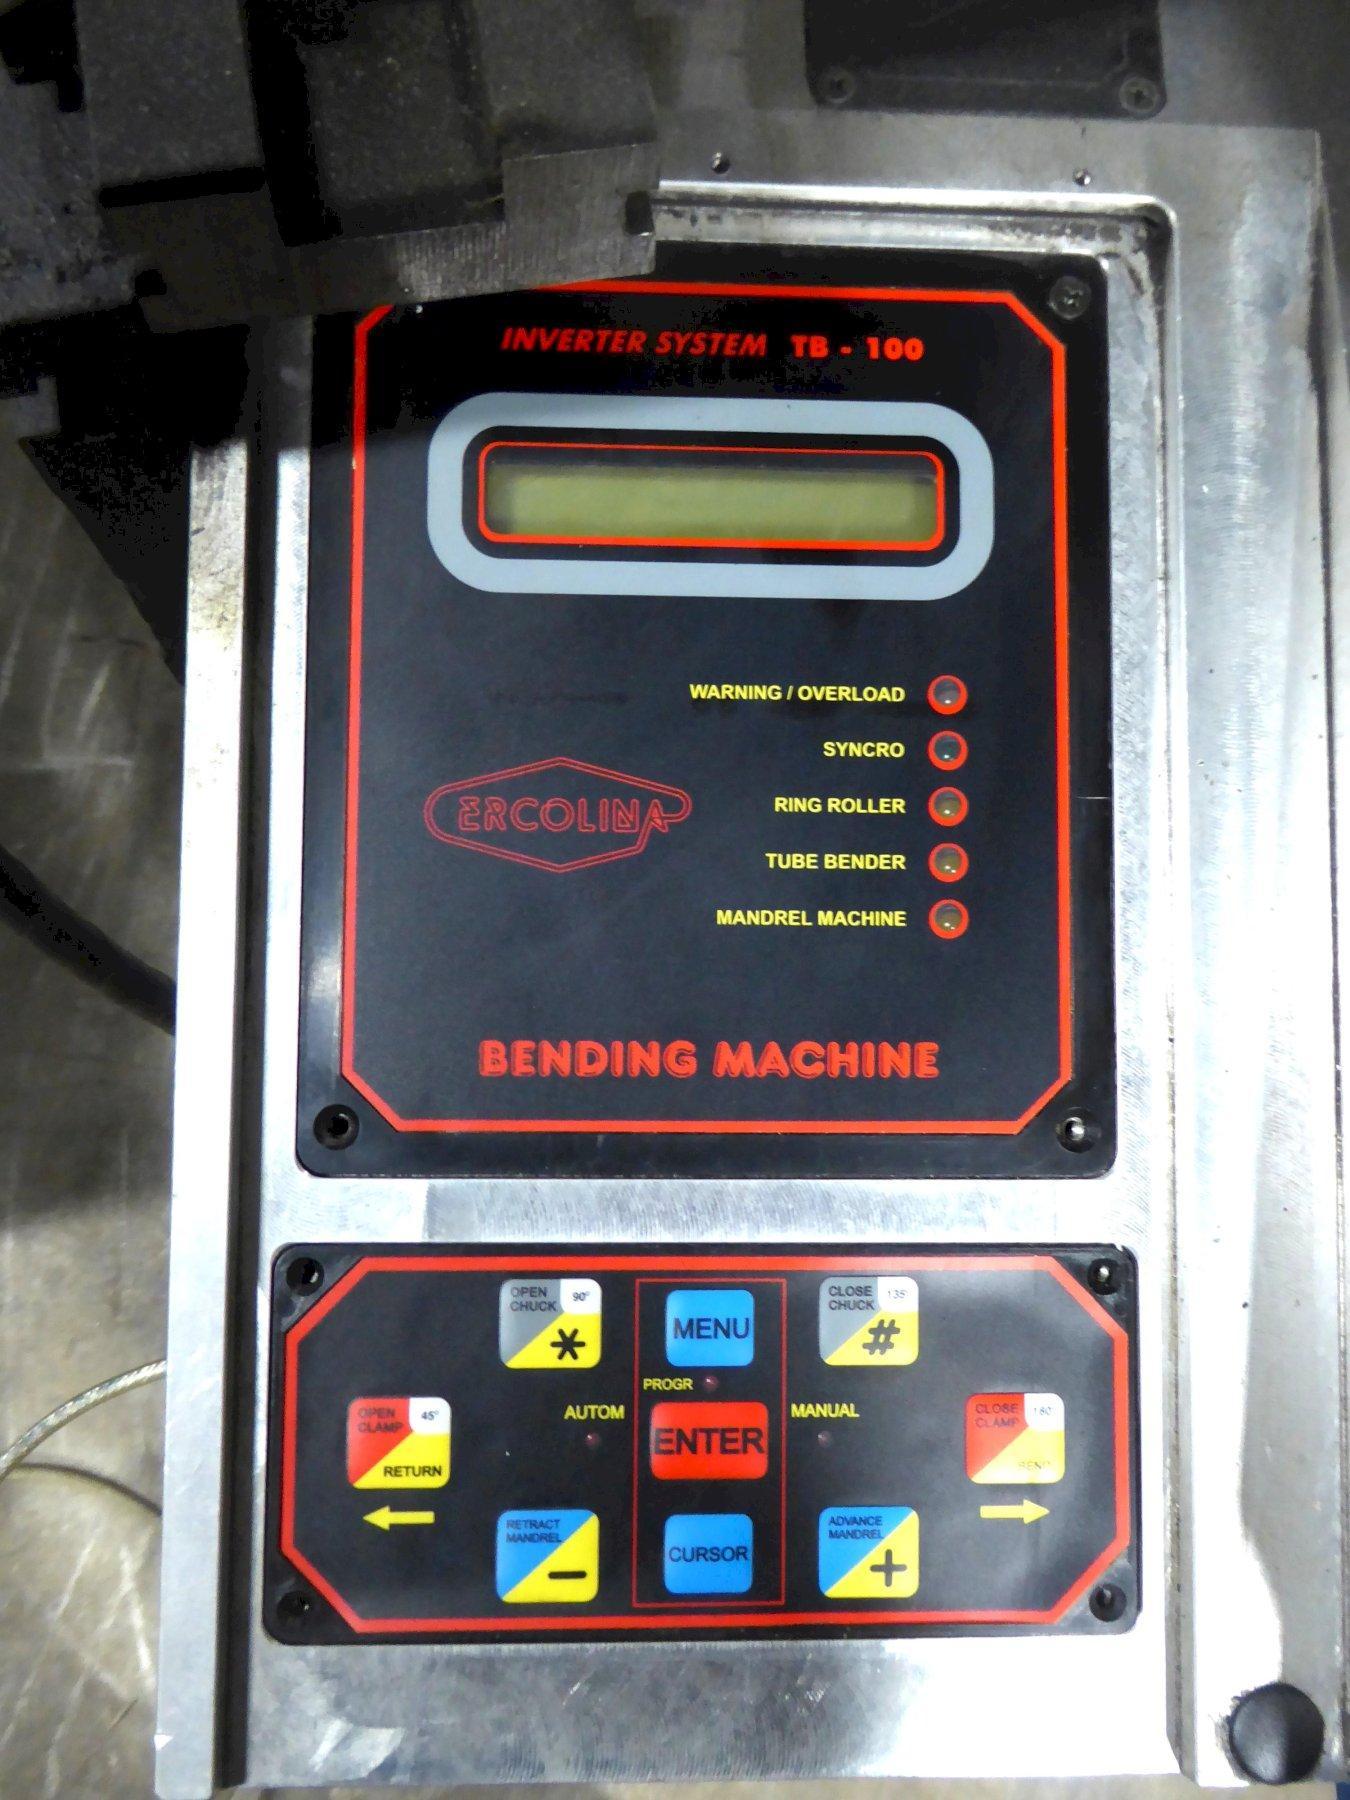 INVERTER SYSTEM TB - 100
WARNING / OVERLOAD
SYNCRO
RING ROLLER
ERCOLINA
TUBE BENDER
MANDREL MACHINE
BENDING MACHINE
OPEN CHUCK 90°
*
MENU
CLOSE CHUCK 135°
#
PROGR
AUTOM
MANUAL
OPEN CLAMP 45°
RETURN
ENTER
CLOSE CLAMP 180°
BEND
RETRACT MANDREL
-
CURSOR
ADVANCE MANDREL
+